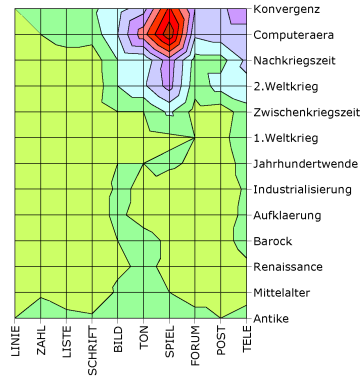 Konvergenz
Computeraera
Nachkriegszeit
2.Weltkrieg
Zwischenkriegszeit
1.Weltkrieg
Jahrhundertwende
Industrialisierung
Aufklaerung
Barock
Renaissance
Mittelalter
Antike
LINIE
ZAHL
LISTE
SCHRIFT
BILD
TON
SPIEL
FORUM
POST
TELE